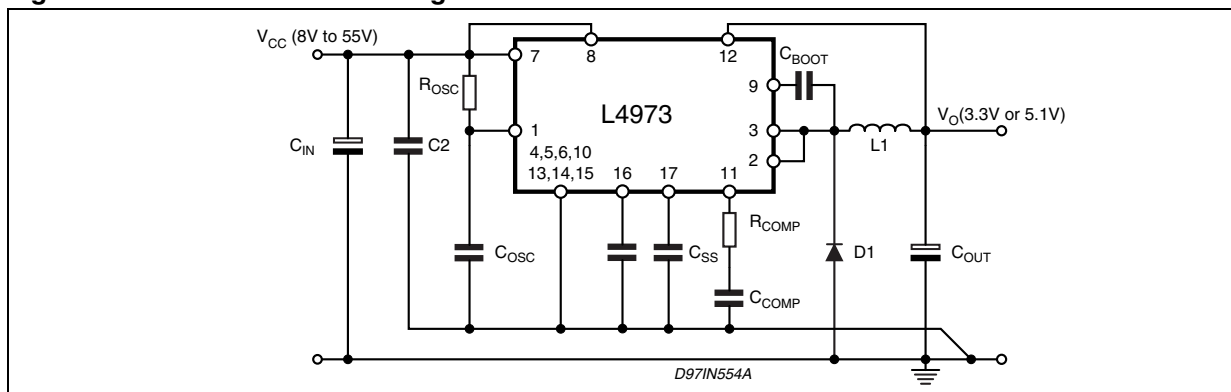 V_CC (8V to 55V)
7
8
12
C_BOOT
9
R_OSC
L4973
V_O(3.3V or 5.1V)
1
3
C_IN
C2
4,5,6,10
2
L1
13,14,15
16
17
11
R_COMP
C_OSC
C_SS
D1
C_OUT
C_COMP
D97IN554A